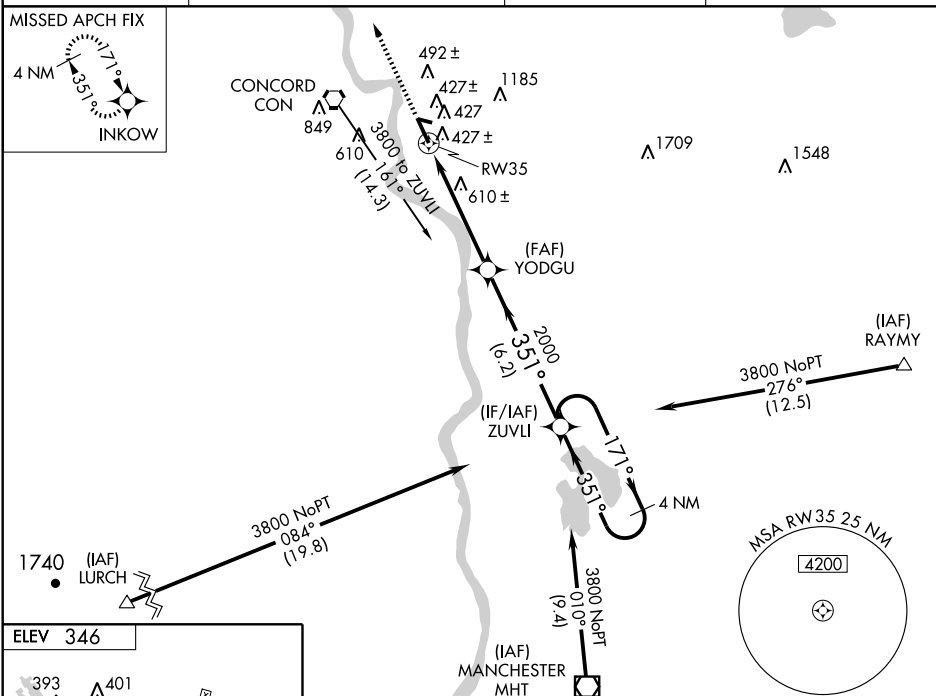 MISSED APCH FIX
4 NM
171°
351°
INKOW
CONCORD
CON
849
610
3800 to ZUVLI
161°
(14.3)
492 ±
427 ±
427
427 ±
1185
RW35
610 ±
1709
1548
(FAF)
YODGU
2000
351°
(6.2)
(IAF)
RAYMY
3800 NoPT
276°
(12.5)
(IF/IAF)
ZUVLI
171°
351°
4 NM
3800 NoPT
084°
(19.8)
1740
(IAF)
LURCH
3800 NoPT
010°
(9.4)
(IAF)
MANCHESTER
MHT
MSA RW35 25 NM
4200
ELEV 346
393
401